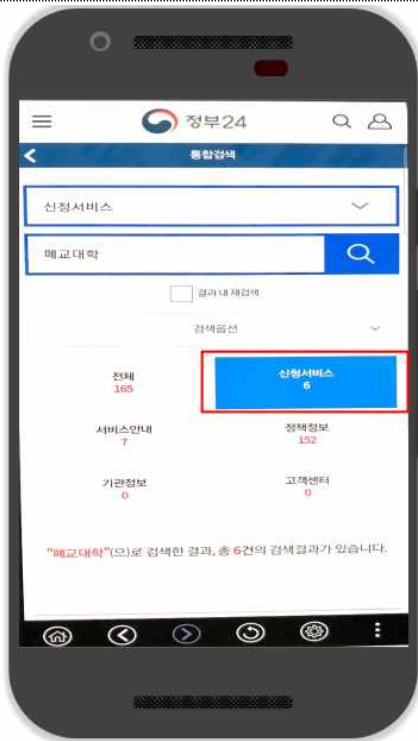 정부24
통합검색
신청서비스
폐교대학
결과 내 재검색
검색옵션
전체
165
신청서비스
6
서비스안내
7
정책정보
152
기관정보
0
고객센터
0
"폐교대학"(으)로 검색한 결과, 총 6건의 검색결과가 있습니다.